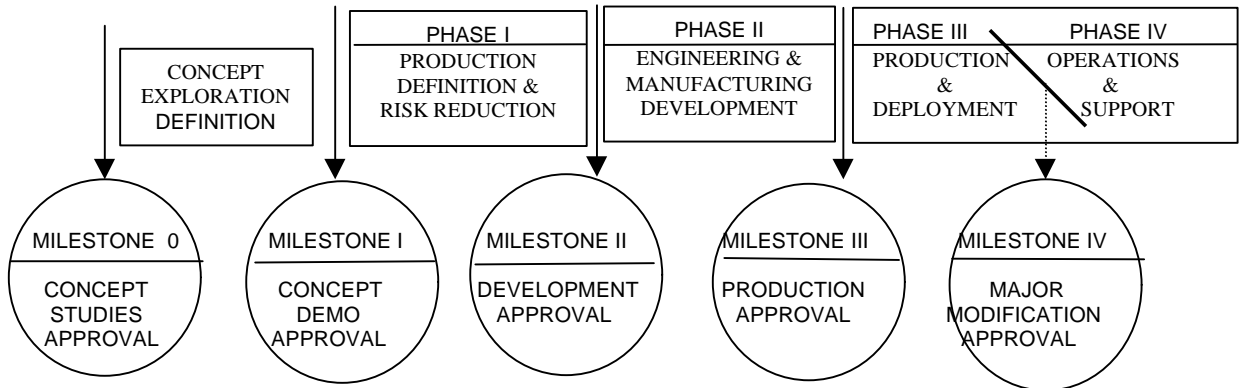 CONCEPT
EXPLORATION
DEFINITION
PHASE I
PRODUCTION
DEFINITION &
RISK REDUCTION
PHASE II
ENGINEERING &
MANUFACTURING
DEVELOPMENT
PHASE III
PRODUCTION
&
DEPLOYMENT
PHASE IV
OPERATIONS
&
SUPPORT
MILESTONE 0
CONCEPT
STUDIES
APPROVAL
MILESTONE I
CONCEPT
DEMO
APPROVAL
MILESTONE II
DEVELOPMENT
APPROVAL
MILESTONE III
PRODUCTION
APPROVAL
MILESTONE IV
MAJOR
MODIFICATION
APPROVAL